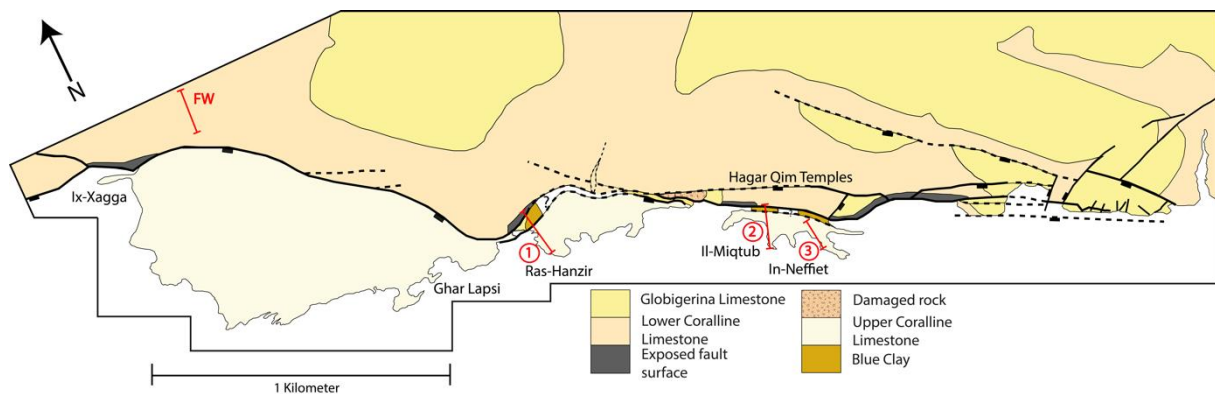 N
FW
Ix-Xagga
Hagar Qim Temples
?
1
Ras-Hanzir
2
Il-Miqtub
3
In-Neffiet
Ghar Lapsi
Globigerina Limestone
Lower Coralline
Limestone
Exposed fault
surface
Damaged rock
Upper Coralline
Limestone
Blue Clay
1 Kilometer